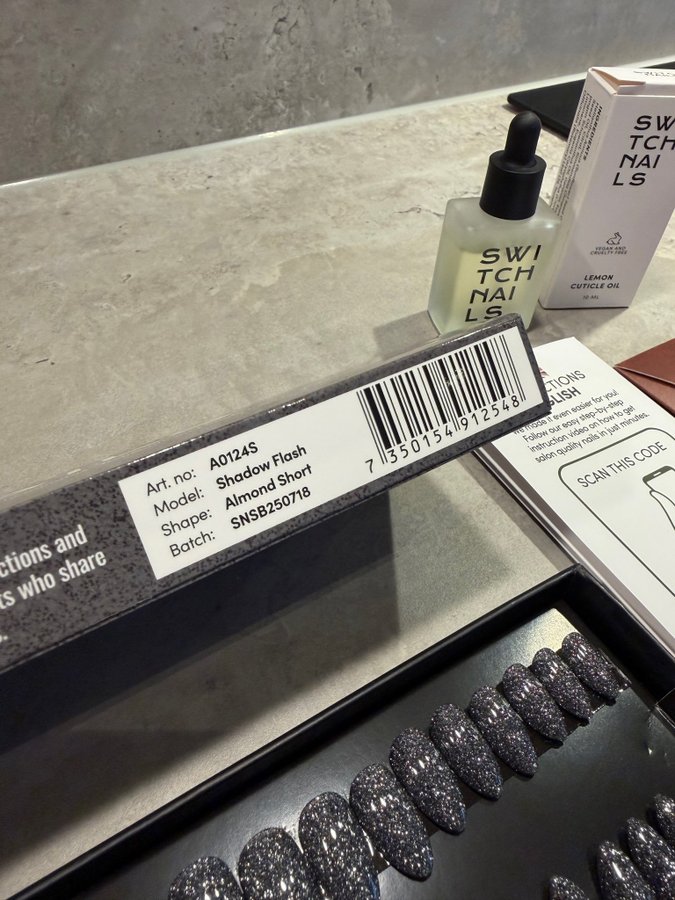 SW
TCH
NAI
LS
INGREDIENTS
VEGAN AND
CRUELTY FREE
LEMON
CUTICLE OIL
10 ML
SWI
TCH
NAI
LS
Art. no: A0124S
Model: Shadow Flash
Shape: Almond Short
Batch: SNSB250718
7 350154 912548
ctions and
ts who share
CTIONS
LISH
made it even easier for you!
Follow our easy step-by-step
instruction video on how to get
salon quality nails in just minutes.
SCAN THIS CODE